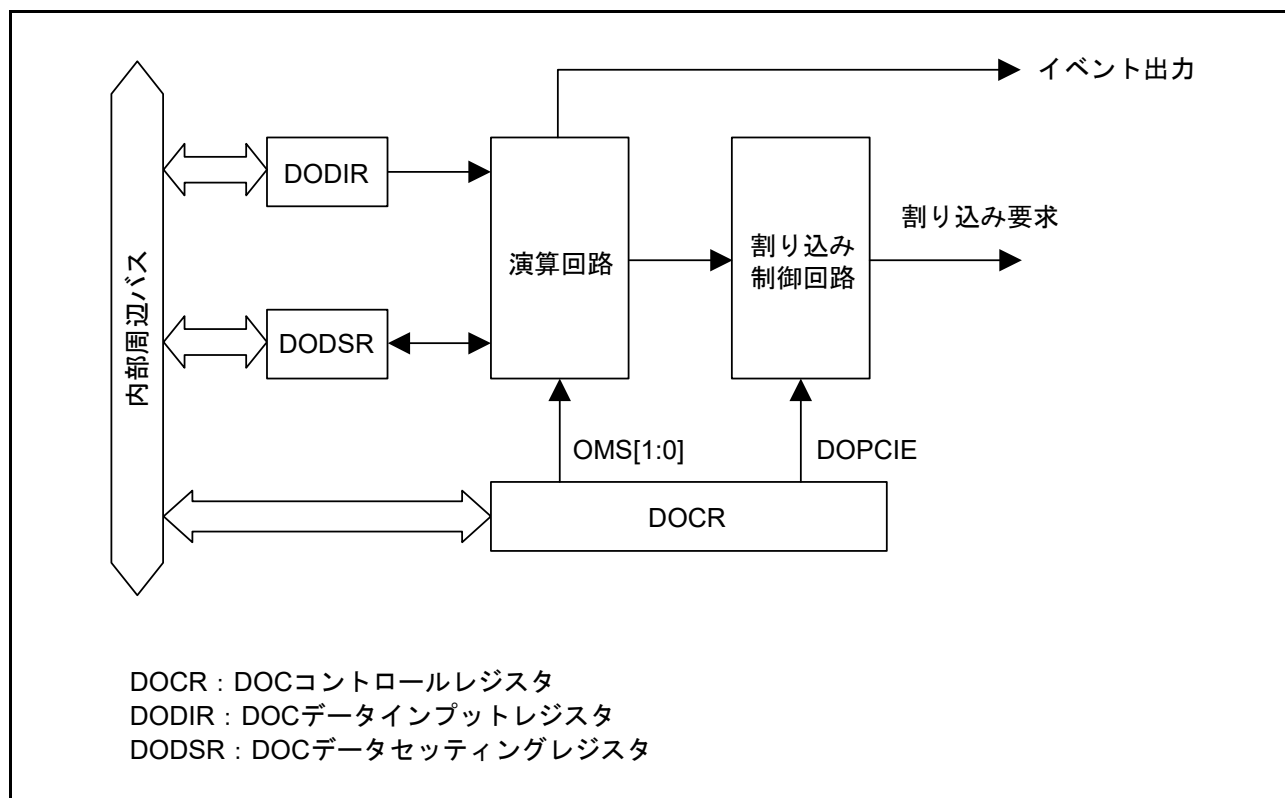 イベント出力
DODIR
割り込み要求
演算回路
割り込み
制御回路
内部周辺バス
DODSR
OMS[1:0]
DOPCIE
DOCR
DOCR：DOCコントロールレジスタ
DODIR：DOCデータインプットレジスタ
DODSR：DOCデータセッティングレジスタ